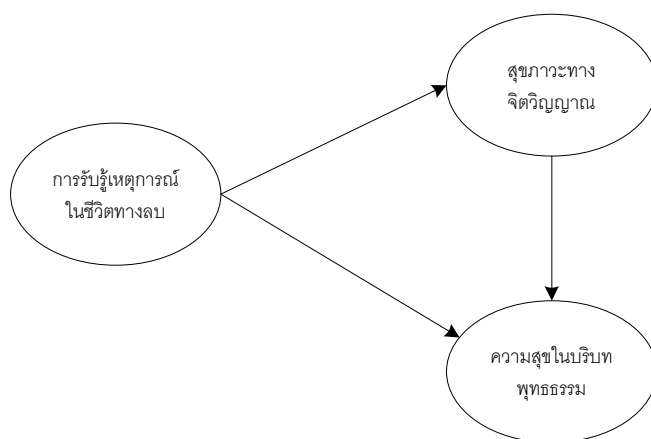 สุขภาวะทาง
จิตวิญญาณ
การรับรู้เหตุการณ์
ในชีวิตทางลบ
ความสุขในบริบท
พุทธธรรม